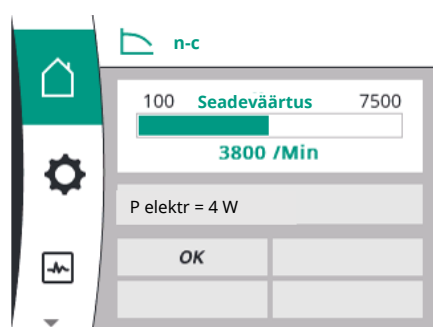 n-c
100 Seadeväärtus 7500
3800 /Min
P elektr = 4 W
OK